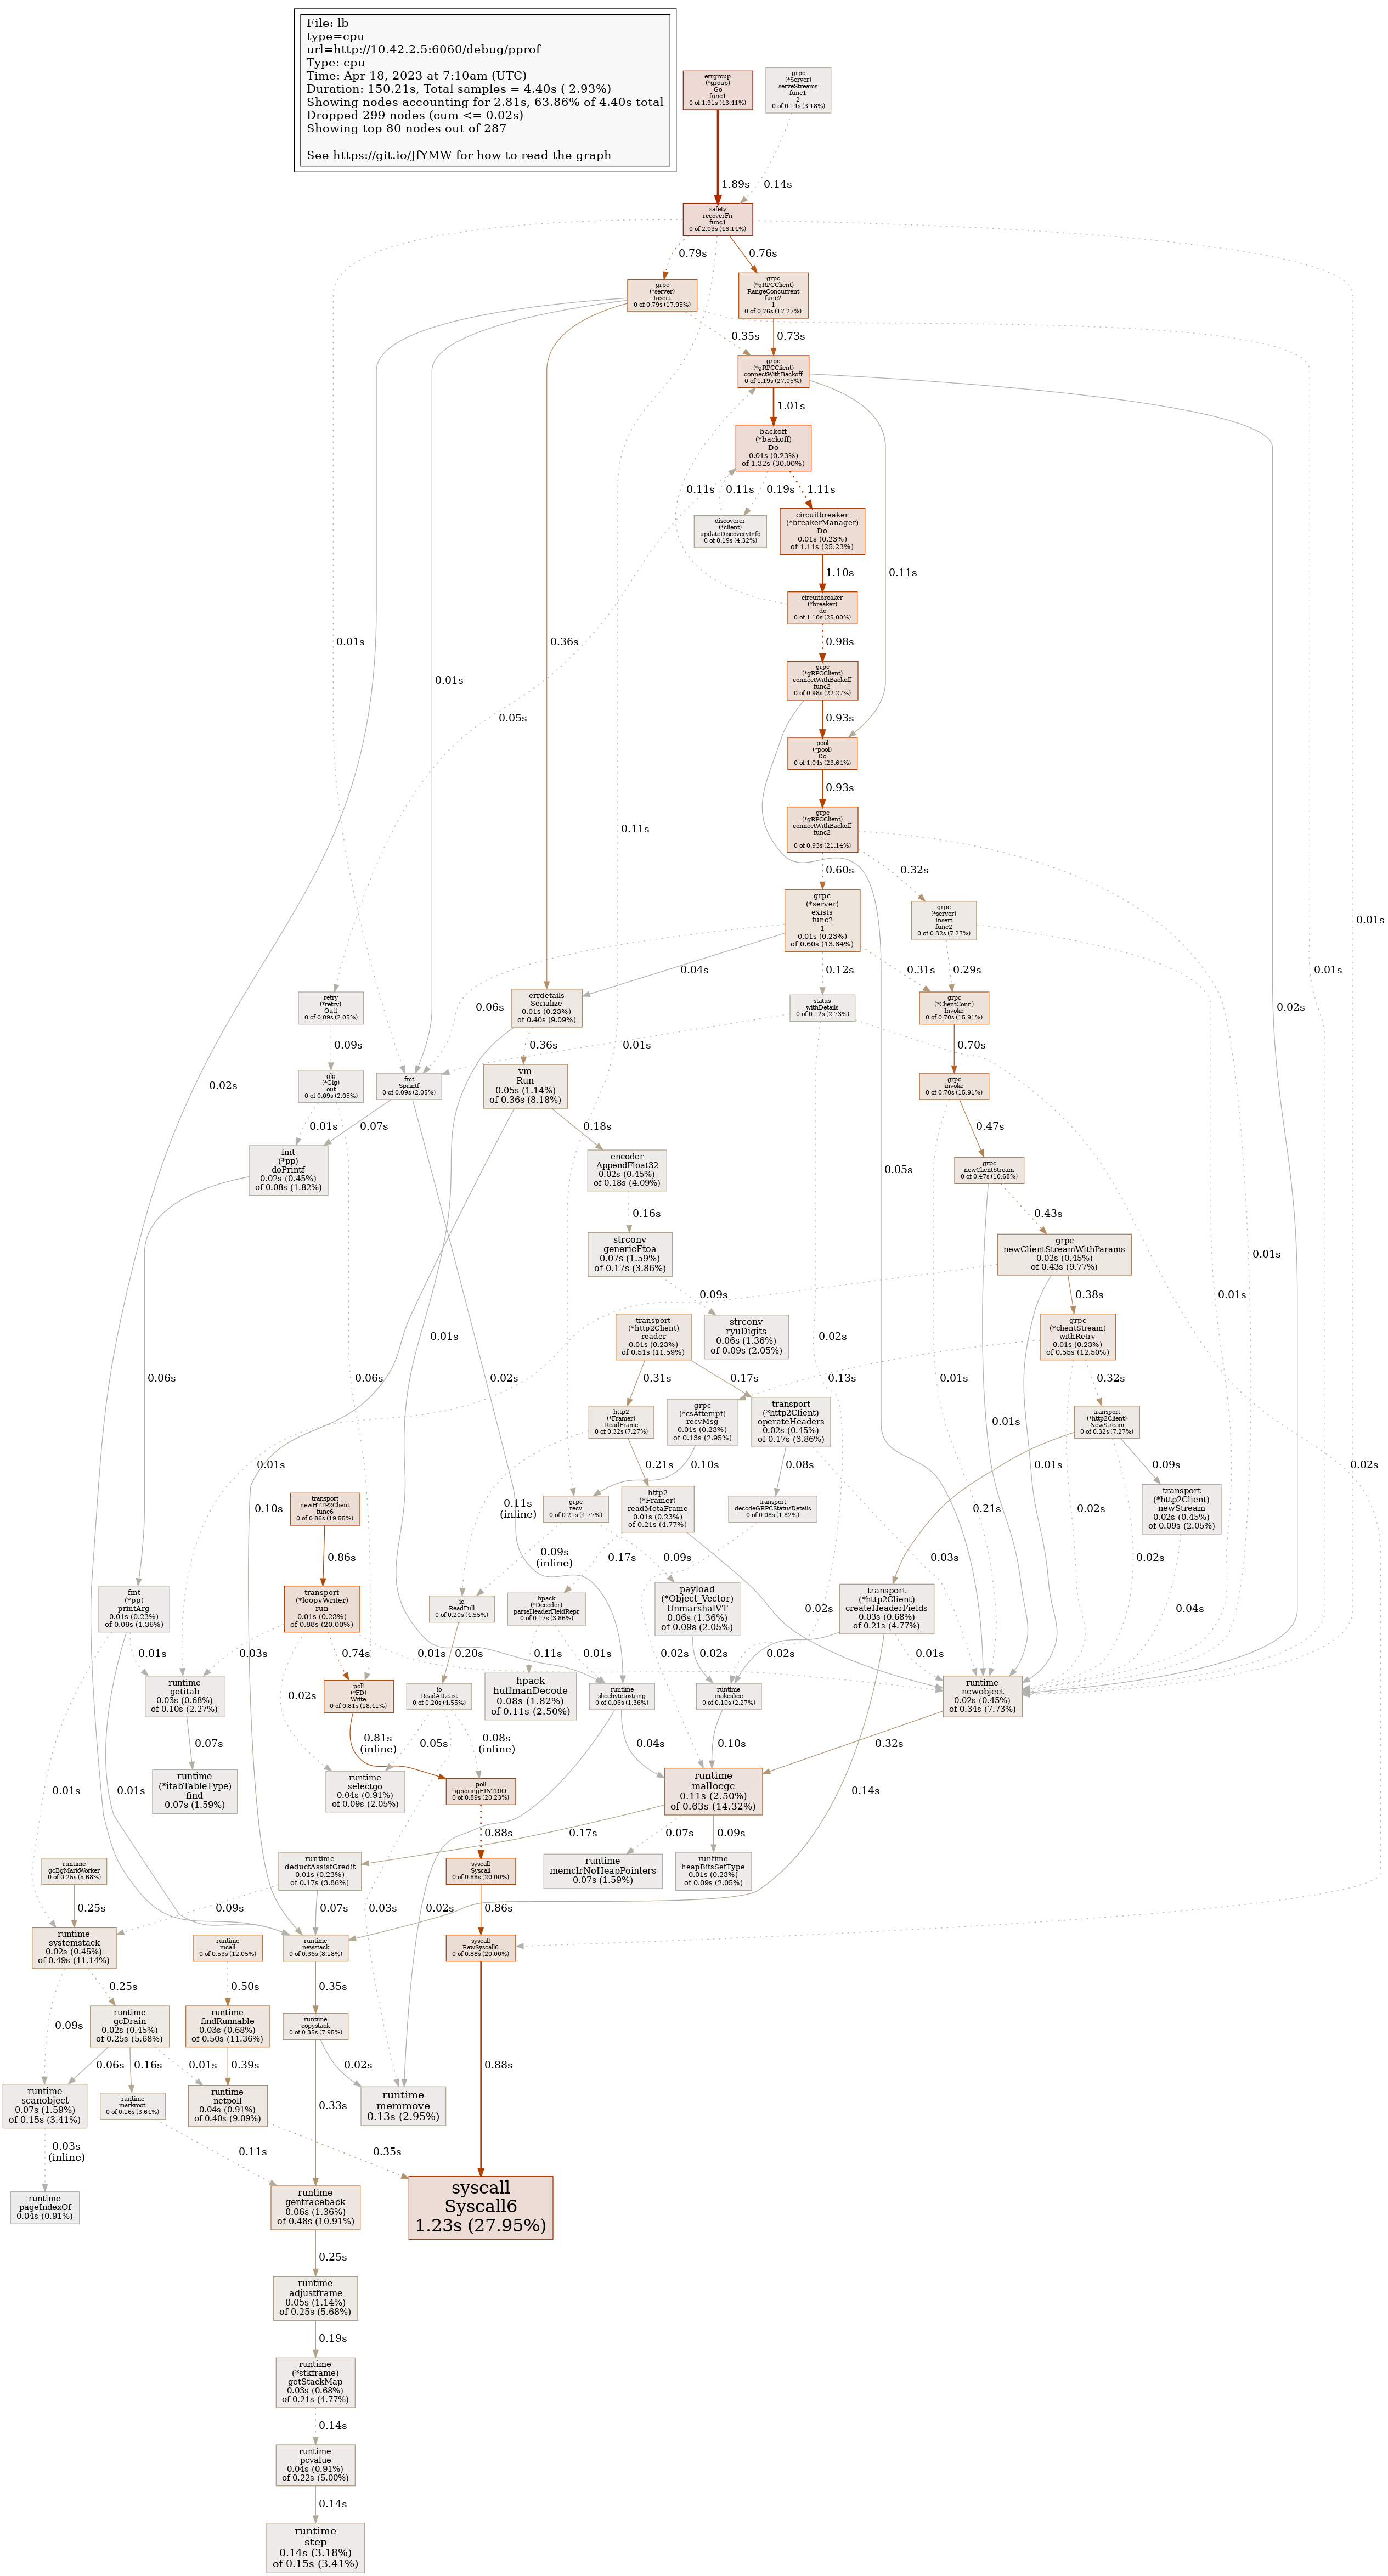 File: lb
type=cpu
url=http://10.42.2.5:6060/debug/pprof
Type: cpu
Time: Apr 18, 2023 at 7:10am (UTC)
Duration: 150.21s, Total samples = 4.40s ( 2.93%)
Showing nodes accounting for 2.81s, 63.86% of 4.40s total
Dropped 299 nodes (cum <= 0.02s)
Showing top 80 nodes out of 287
See https://git.io/JfYMW for how to read the graph
errgroup
(*group)
Go
func1
0 of 1.91s (43.41%)
grpc
(*Server)
serveStreams
func1
2
0 of 0.14s (3.18%)
1.89s
0.14s
safety
recoverFn
func1
0 of 2.03s (46.14%)
0.79s
0.76s
grpc
(*server)
Insert
0 of 0.79s (17.95%)
grpc
(*gRPCClient)
RangeConcurrent
func2
1
0 of 0.76s (17.27%)
0.35s
0.73s
grpc
(*gRPCClient)
connectWithBackoff
0 of 1.19s (27.05%)
1.01s
backoff
(*backoff)
Do
0.01s (0.23%)
of 1.32s (30.00%)
0.11s
0.11s
0.19s
1.11s
discoverer
(*client)
updateDiscoveryInfo
0 of 0.19s (4.32%)
circuitbreaker
(*breakerManager)
Do
0.01s (0.23%)
of 1.11s (25.23%)
1.10s
0.11s
circuitbreaker
(*breaker)
do
0 of 1.10s (25.00%)
0.01s
0.01s
0.36s
0.98s
grpc
(*gRPCClient)
connectWithBackoff
func2
0 of 0.98s (22.27%)
0.05s
0.93s
pool
(*pool)
Do
0 of 1.04s (23.64%)
0.93s
grpc
(*gRPCClient)
connectWithBackoff
func2
1
0 of 0.93s (21.14%)
0.11s
0.60s
0.32s
0.01s
grpc
(*server)
exists
func2
1
0.01s (0.23%)
of 0.60s (13.64%)
grpc
(*server)
Insert
func2
0 of 0.32s (7.27%)
0.04s
0.12s
0.31s
0.29s
0.01s
retry
(*retry)
Outf
0 of 0.09s (2.05%)
0.06s
errdetails
Serialize
0.01s (0.23%)
of 0.40s (9.09%)
status
withDetails
0 of 0.12s (2.73%)
grpc
(*ClientConn)
Invoke
0 of 0.70s (15.91%)
0.02s
0.09s
0.36s
0.01s
0.70s
0.02s
glg
(*Glg)
out
0 of 0.09s (2.05%)
fmt
Sprintf
0 of 0.09s (2.05%)
vm
Run
0.05s (1.14%)
of 0.36s (8.18%)
grpc
invoke
0 of 0.70s (15.91%)
0.01s
0.07s
0.18s
0.47s
fmt
(*pp)
doPrintf
0.02s (0.45%)
of 0.08s (1.82%)
encoder
AppendFloat32
0.02s (0.45%)
of 0.18s (4.09%)
0.05s
grpc
newClientStream
0 of 0.47s (10.68%)
0.16s
0.43s
strconv
genericFtoa
0.07s (1.59%)
of 0.17s (3.86%)
grpc
newClientStreamWithParams
0.02s (0.45%)
of 0.43s (9.77%)
0.01s
0.09s
0.38s
0.01s
transport
(*http2Client)
reader
0.01s (0.23%)
of 0.51s (11.59%)
strconv
ryuDigits
0.06s (1.36%)
of 0.09s (2.05%)
0.02s
grpc
(*clientStream)
withRetry
0.01s (0.23%)
of 0.55s (12.50%)
0.06s
0.06s
0.02s
0.31s
0.17s
0.13s
0.01s
0.32s
http2
(*Framer)
ReadFrame
0 of 0.32s (7.27%)
grpc
(*csAttempt)
recvMsg
0.01s (0.23%)
of 0.13s (2.95%)
transport
(*http2Client)
operateHeaders
0.02s (0.45%)
of 0.17s (3.86%)
0.01s
transport
(*http2Client)
NewStream
0 of 0.32s (7.27%)
0.01s
0.21s
0.10s
0.08s
0.01s
0.09s
0.02s
0.10s
transport
newHTTP2Client
func6
0 of 0.86s (19.55%)
0.11s
(inline)
grpc
recv
0 of 0.21s (4.77%)
http2
(*Framer)
readMetaFrame
0.01s (0.23%)
of 0.21s (4.77%)
transport
decodeGRPCStatusDetails
0 of 0.08s (1.82%)
0.21s
0.02s
transport
(*http2Client)
newStream
0.02s (0.45%)
of 0.09s (2.05%)
0.86s
0.09s
(inline)
0.17s
0.09s
0.03s
0.02s
fmt
(*pp)
printArg
0.01s (0.23%)
of 0.06s (1.36%)
transport
(*loopyWriter)
run
0.01s (0.23%)
of 0.88s (20.00%)
io
ReadFull
0 of 0.20s (4.55%)
hpack
(*Decoder)
parseHeaderFieldRepr
0 of 0.17s (3.86%)
payload
(*Object_Vector)
UnmarshalVT
0.06s (1.36%)
of 0.09s (2.05%)
0.02s
transport
(*http2Client)
createHeaderFields
0.03s (0.68%)
of 0.21s (4.77%)
0.04s
0.01s
0.03s
0.74s
0.01s
0.20s
0.11s
0.01s
0.02s
0.02s
0.02s
0.01s
runtime
getitab
0.03s (0.68%)
of 0.10s (2.27%)
0.02s
poll
(*FD)
Write
0 of 0.81s (18.41%)
io
ReadAtLeast
0 of 0.20s (4.55%)
hpack
huffmanDecode
0.08s (1.82%)
of 0.11s (2.50%)
runtime
slicebytetostring
0 of 0.06s (1.36%)
runtime
makeslice
0 of 0.10s (2.27%)
runtime
newobject
0.02s (0.45%)
of 0.34s (7.73%)
0.07s
0.81s
(inline)
0.05s
0.08s
(inline)
0.04s
0.10s
0.32s
0.01s
0.01s
runtime
(*itabTableType)
find
0.07s (1.59%)
runtime
selectgo
0.04s (0.91%)
of 0.09s (2.05%)
poll
ignoringEINTRIO
0 of 0.89s (20.23%)
runtime
mallocgc
0.11s (2.50%)
of 0.63s (14.32%)
0.14s
0.88s
0.17s
0.07s
0.09s
runtime
gcBgMarkWorker
0 of 0.25s (5.68%)
runtime
deductAssistCredit
0.01s (0.23%)
of 0.17s (3.86%)
syscall
Syscall
0 of 0.88s (20.00%)
runtime
memclrNoHeapPointers
0.07s (1.59%)
runtime
heapBitsSetType
0.01s (0.23%)
of 0.09s (2.05%)
0.25s
0.09s
0.07s
0.03s
0.02s
0.86s
runtime
systemstack
0.02s (0.45%)
of 0.49s (11.14%)
runtime
mcall
0 of 0.53s (12.05%)
runtime
newstack
0 of 0.36s (8.18%)
syscall
RawSyscall6
0 of 0.88s (20.00%)
0.25s
0.50s
0.35s
0.09s
runtime
gcDrain
0.02s (0.45%)
of 0.25s (5.68%)
runtime
findRunnable
0.03s (0.68%)
of 0.50s (11.36%)
runtime
copystack
0 of 0.35s (7.95%)
0.06s
0.16s
0.01s
0.39s
0.02s
0.88s
runtime
scanobject
0.07s (1.59%)
of 0.15s (3.41%)
runtime
markroot
0 of 0.16s (3.64%)
runtime
netpoll
0.04s (0.91%)
of 0.40s (9.09%)
0.33s
runtime
memmove
0.13s (2.95%)
0.03s
(inline)
0.11s
0.35s
runtime
pageIndexOf
0.04s (0.91%)
runtime
gentraceback
0.06s (1.36%)
of 0.48s (10.91%)
syscall
Syscall6
1.23s (27.95%)
0.25s
runtime
adjustframe
0.05s (1.14%)
of 0.25s (5.68%)
0.19s
runtime
(*stkframe)
getStackMap
0.03s (0.68%)
of 0.21s (4.77%)
0.14s
runtime
pcvalue
0.04s (0.91%)
of 0.22s (5.00%)
0.14s
runtime
step
0.14s (3.18%)
of 0.15s (3.41%)